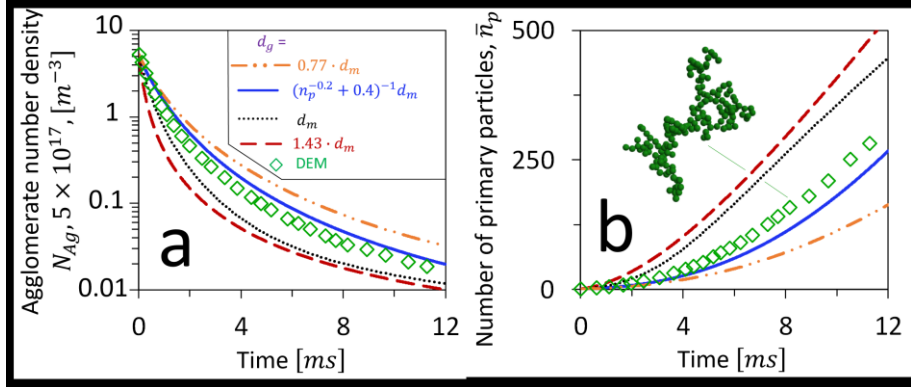 Agglomerate number density
N_Ag, 5 × 10^17, [m^−3]
10
1
0.1
0.01
d_g =
0.77 · d_m
(n_p^−0.2 + 0.4)^−1 d_m
d_m
1.43 · d_m
DEM
a
0 4 8 12
Time [ms]
Number of primary particles, n̄_p
500
250
0
b
0 4 8 12
Time [ms]